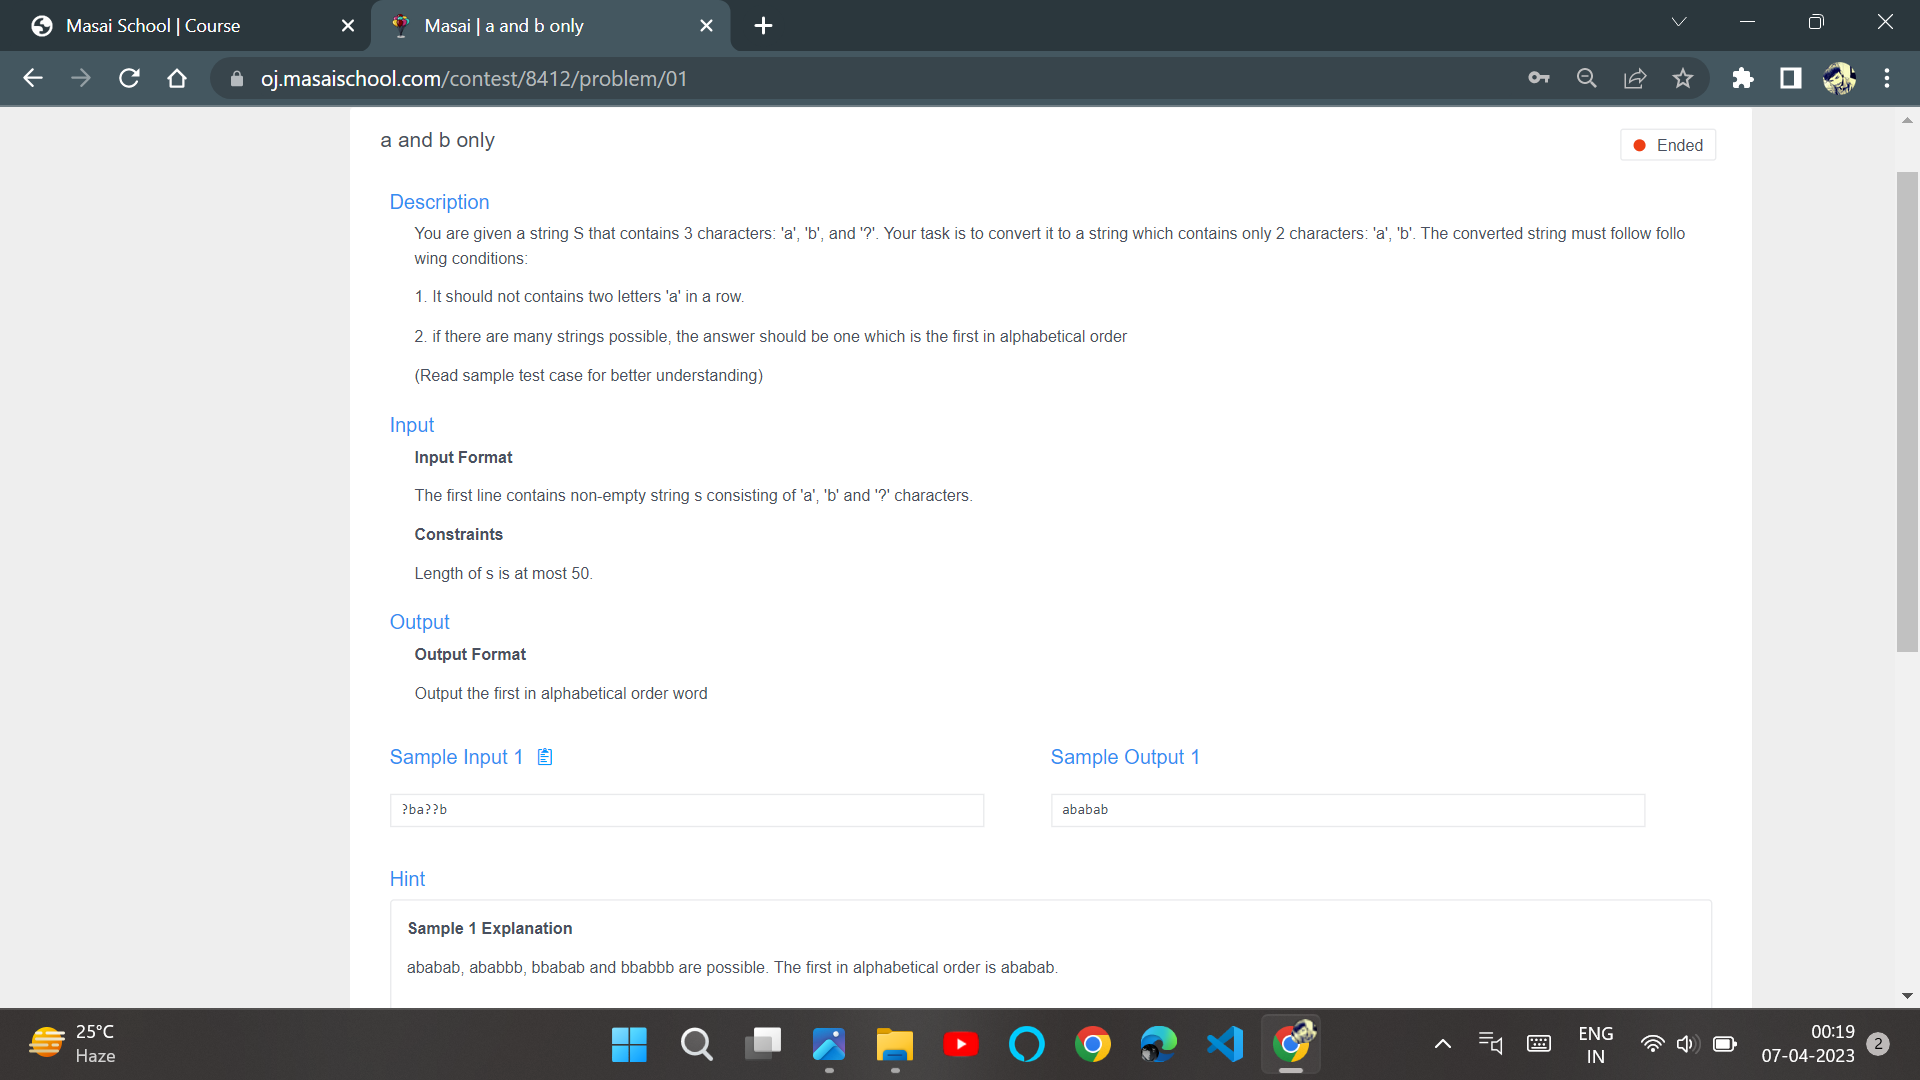 Masai School | Course
Masai | a and b only
oj.masaischool.com/contest/8412/problem/01
a and b only
Ended
Description
You are given a string S that contains 3 characters: 'a', 'b', and '?'. Your task is to convert it to a string which contains only 2 characters: 'a', 'b'. The converted string must follow follo
wing conditions:
1. It should not contains two letters 'a' in a row.
2. if there are many strings possible, the answer should be one which is the first in alphabetical order
(Read sample test case for better understanding)
Input
Input Format
The first line contains non-empty string s consisting of 'a', 'b' and '?' characters.
Constraints
Length of s is at most 50.
Output
Output Format
Output the first in alphabetical order word
Sample Input 1
Sample Output 1
?ba??b
ababab
Hint
Sample 1 Explanation
ababab, ababbb, bbabab and bbabbb are possible. The first in alphabetical order is ababab.
25°C
Haze
ENG
IN
00:19
07-04-2023
2